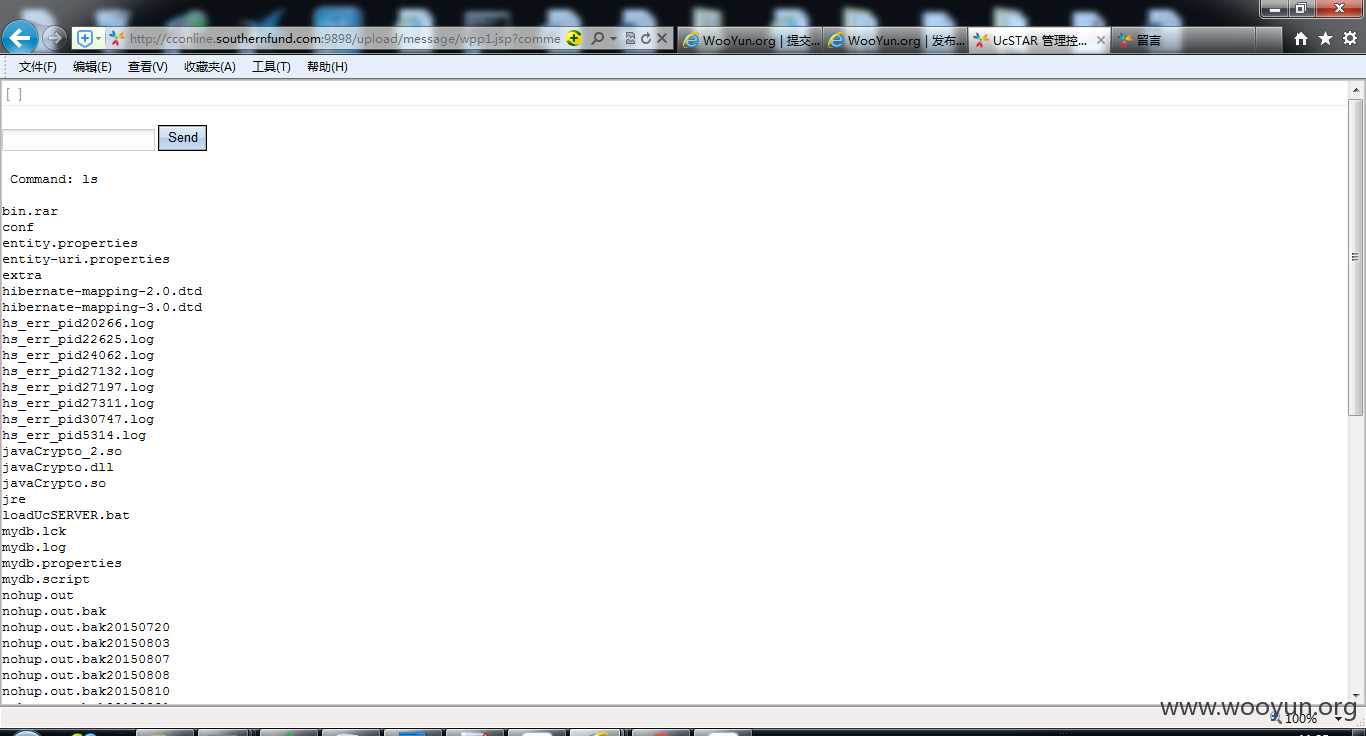 http://cconline.southernfund.com:9898/upload/message/wpp1.jsp?comme
WooYun.org | 提交...
WooYun.org | 发布...
UcSTAR 管理控...
留言
文件(F) 编辑(E) 查看(V) 收藏夹(A) 工具(T) 帮助(H)
[ ]
Send
Command: ls
bin.rar
conf
entity.properties
entity-uri.properties
extra
hibernate-mapping-2.0.dtd
hibernate-mapping-3.0.dtd
hs_err_pid20266.log
hs_err_pid22625.log
hs_err_pid24062.log
hs_err_pid27132.log
hs_err_pid27197.log
hs_err_pid27311.log
hs_err_pid30747.log
hs_err_pid5314.log
javaCrypto_2.so
javaCrypto.dll
javaCrypto.so
jre
loadUcSERVER.bat
mydb.lck
mydb.log
mydb.properties
mydb.script
nohup.out
nohup.out.bak
nohup.out.bak20150720
nohup.out.bak20150803
nohup.out.bak20150807
nohup.out.bak20150808
nohup.out.bak20150810
www.wooyun.org
100%